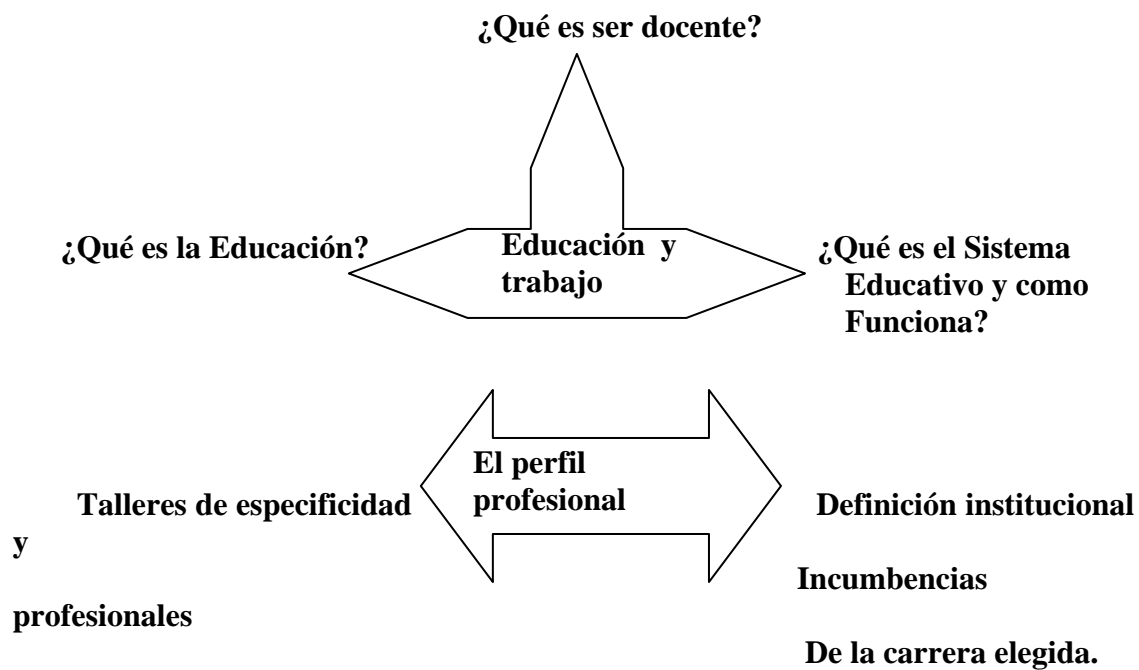 ¿Qué es ser docente?
¿Qué es la Educación?
Educación y
trabajo
¿Qué es el Sistema
Educativo y como
Funciona?
El perfil
profesional
Talleres de especificidad
y
profesionales
Definición institucional
Incumbencias
De la carrera elegida.